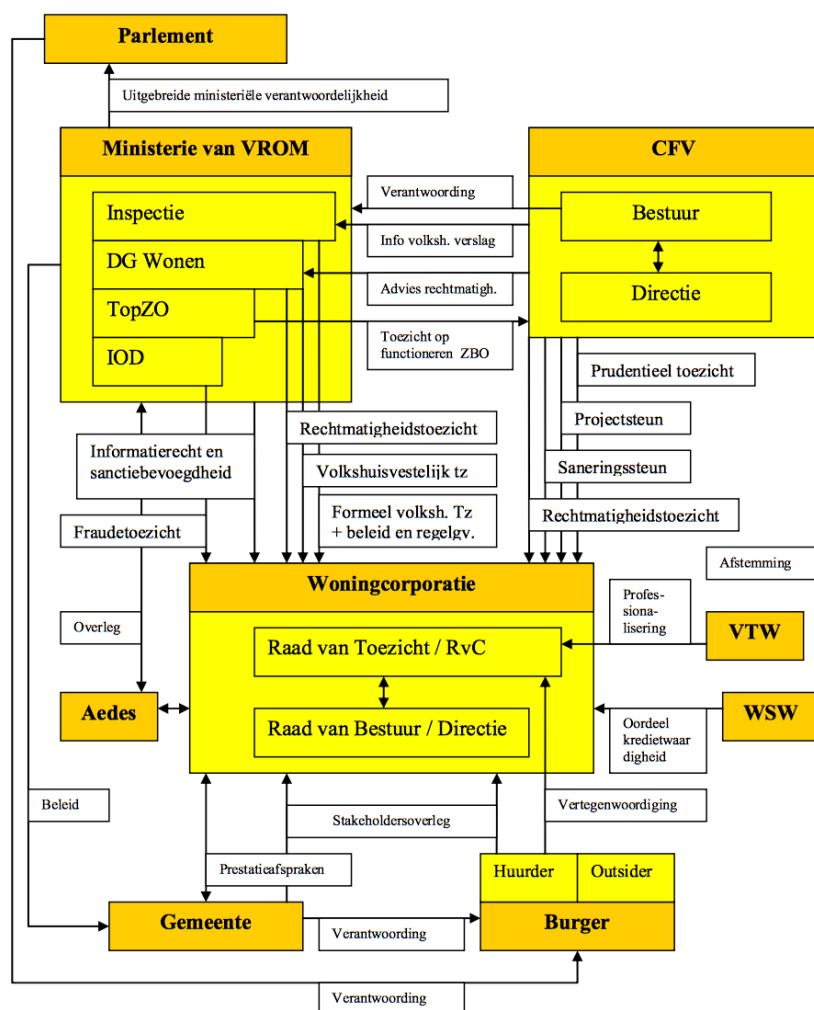 Parlement
Uitgebreide ministeriële verantwoordelijkheid
Ministerie van VROM
CFV
Inspectie
DG Wonen
TopZO
IOD
Verantwoording
Info volksh. verslag
Advies rechtmatigh.
Toezicht op
functioneren ZBO
Bestuur
Directie
Prudentieel toezicht
Projectsteun
Saneringssteun
Rechtmatigheidstoezicht
Informatierecht en
sanctiebevoegdheid
Fraudetoezicht
Rechtmatigheidstoezicht
Volkshuisvestelijk tz
Formeel volksh. Tz
+ beleid en regelgv.
Afstemming
Woningcorporatie
Profes-
sionali-
lisering
Overleg
Raad van Toezicht / RvC
VTW
Aedes
Raad van Bestuur / Directie
WSW
Oordeel
kredietwaar
digheid
Beleid
Stakeholdersoverleg
Vertegenwoordiging
Prestatieafspraken
Huurder
Outsider
Gemeente
Verantwoording
Burger
Verantwoording